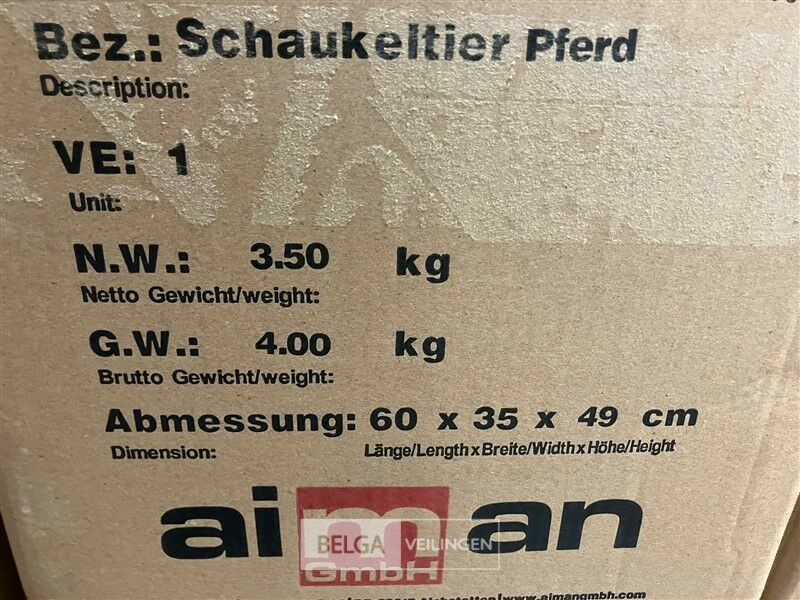 Bez.: Schaukeltier Pferd
Description:
VE: 1
Unit:
N.W.: 3.50 kg
Netto Gewicht/weight:
G.W.: 4.00 kg
Brutto Gewicht/weight:
Abmessung: 60 x 35 x 49 cm
Dimension: Länge/Length x Breite/Width x Höhe/Height
aiman
BELGA VEILINGEN
GmbH
www.aimangmbh.com